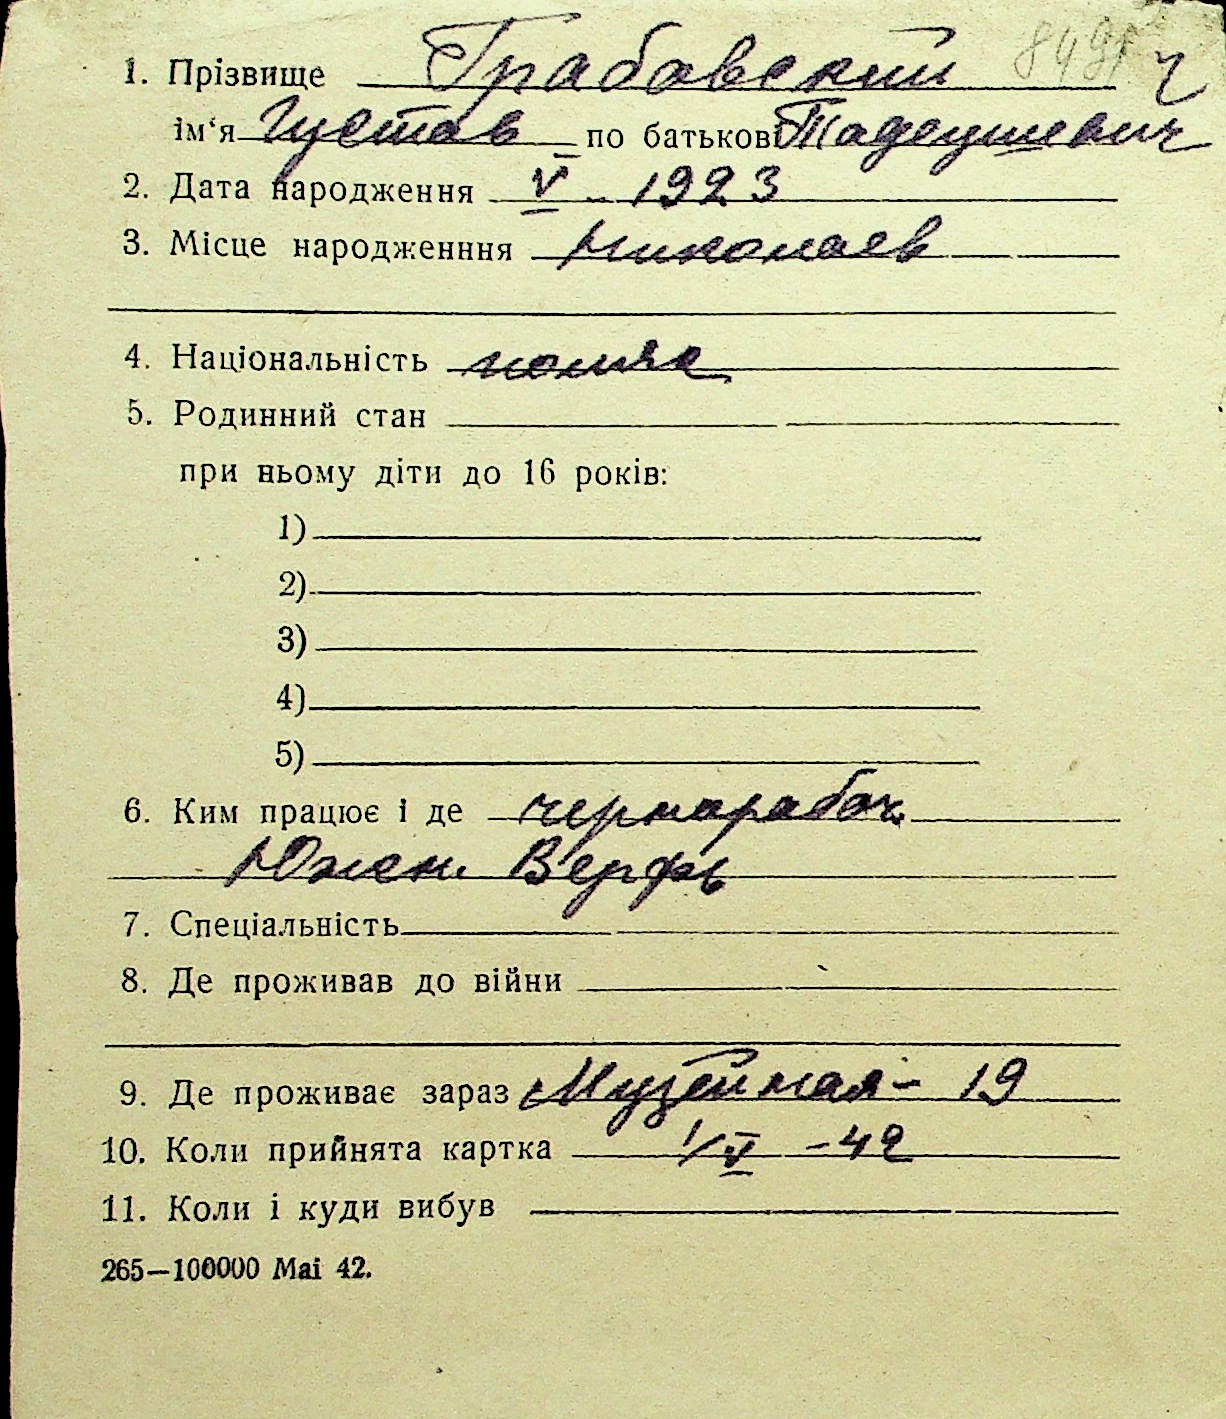 1. Прізвище Грабовский
ім‘я Густав по батькові Тадеушевич
2. Дата народження V - 1923
3. Місце народженння Николаев
4. Національність поляк
5. Родинний стан
при ньому діти до 16 років:
1)
2)
3)
4)
5)
6. Ким працює і де чернорабоч.
Южн. Верфь
7. Спеціальність
8. Де проживав до війни
9. Де проживає зараз Музейная - 19
10. Коли прийнята картка 1/V - 42
11. Коли і куди вибув
265—100000 Mai 42.